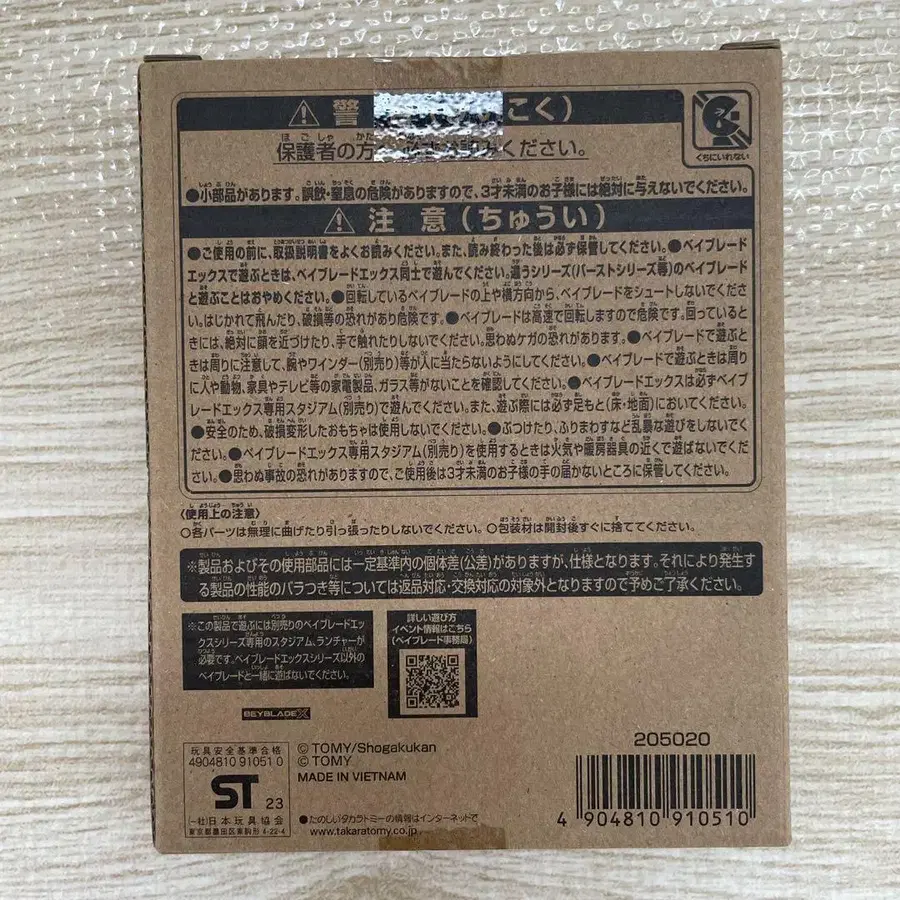 警 こく)
保護者の方 ください。
くちにいれない
●小部品があります。誤飲・窒息の危険がありますので、3才未満のお子様には絶対に与えないでください。
注意(ちゅうい)
●ご使用の前に、取扱説明書をよくお読みください。また、読み終わった後は必ず保管してください。●ベイブレード
エックスで遊ぶときは、ベイブレードエックス同士で遊んでください。違うシリーズ(バーストシリーズ等)のベイブレード
と遊ぶことはおやめください。●回転しているベイブレードの上や横方向から、ベイブレードをシュートしないでくださ
い。はじかれて飛んだり、破損等の恐れがあり危険です。●ベイブレードは高速で回転しますので危険です。回っていると
きには、絶対に顔を近づけたり、手で触れたりしないでください。思わぬケガの恐れがあります。●ベイブレードで遊ぶとき
は周りに注意して、腕やワインダー(別売り)等が人に当たらないようにしてください。●ベイブレードで遊ぶときは周り
に人や動物、家具やテレビ等の家電製品、ガラス等がないことを確認してください。●ベイブレードエックスは必ずベイブ
レードエックス専用スタジアム(別売り)で遊んでください。また、遊ぶ際には必ず足もと(床・地面)においてください。
●安全のため、破損変形したおもちゃは使用しないでください。●ぶつけたり、ふりまわすなど乱暴な遊びをしないでくだ
さい。●ベイブレードエックス専用スタジアム(別売り)を使用するときは火気や暖房器具の近くで遊ばないでくだ
さい。●思わぬ事故の恐れがありますので、ご使用後は3才未満のお子様の手の届かないところに保管してください。
〈使用上の注意〉
○各パーツは無理に曲げたり引っ張ったりしないでください。○包装材は開封後すぐに捨ててください。
※製品およびその使用部品には一定基準内の個体差(公差)がありますが、仕様となります。それにより発生す
る製品の性能のバラつき等については返品対応・交換対応の対象外となりますので予めご了承ください。
※この製品で遊ぶには別売りのベイブレードエッ
クスシリーズ専用のスタジアム、ランチャーが
必要です。ベイブレードエックスシリーズ以外の
ベイブレードと一緒に遊ばないでください。
詳しい遊び方
イベント情報はこちら
(ベイブレード事務局)
BEYBLADE X
玩具安全基準合格
4904810 91051 0
ST 23
(一社)日本玩具協会
東京都墨田区東駒形 4-22-4
© TOMY/Shogakukan
© TOMY
MADE IN VIETNAM
●たのしいタカラトミーの情報はインターネットで
www.takaratomy.co.jp
205020
4 904810 910510